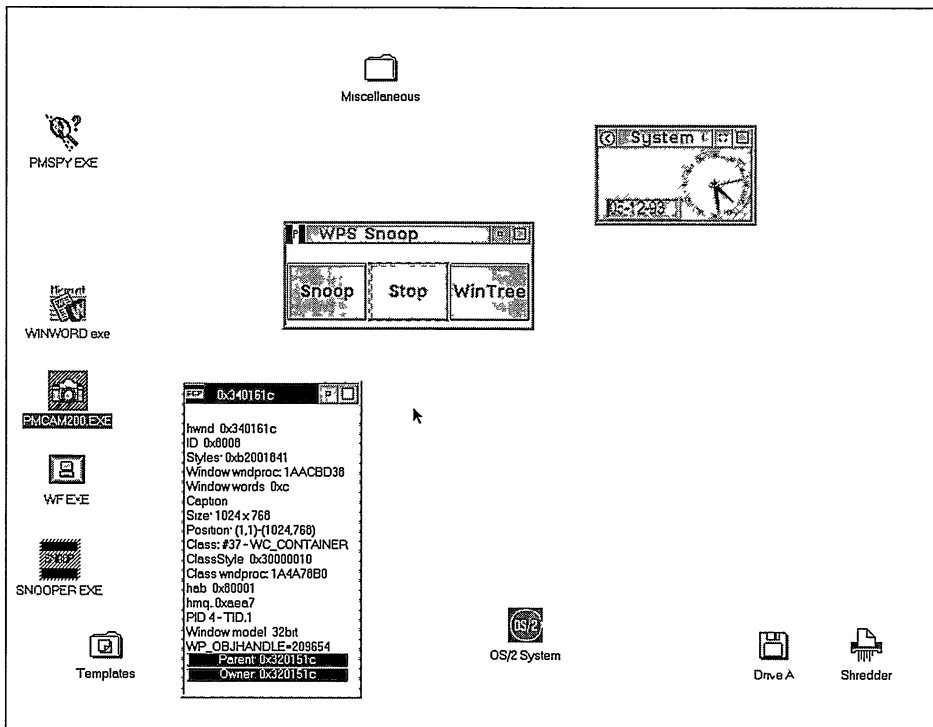 Miscellaneous
PMSPY EXE
System
05-12-93
WPS Snoop
Snoop Stop WinTree
WINWORD exe
PMCAM200.EXE
WF EXE
SNOOPER EXE
Templates
0x340161c
hwnd 0x340161c
ID 0x8008
Styles: 0xb2001841
Window wndproc: 1AACBD38
Window words 0xc
Caption
Size: 1024 x 768
Position: (1,1)-(1024,768)
Class: #37 - WC_CONTAINER
ClassStyle 0x30000010
Class wndproc: 1A4A78B0
hab 0x80001
hmq. 0xaea7
PID 4 - TID.1
Window model 32bit
WP_OBJHANDLE=209654
Parent 0x320151c
Owner. 0x320151c
OS/2
OS/2 System
Drive A
Shredder